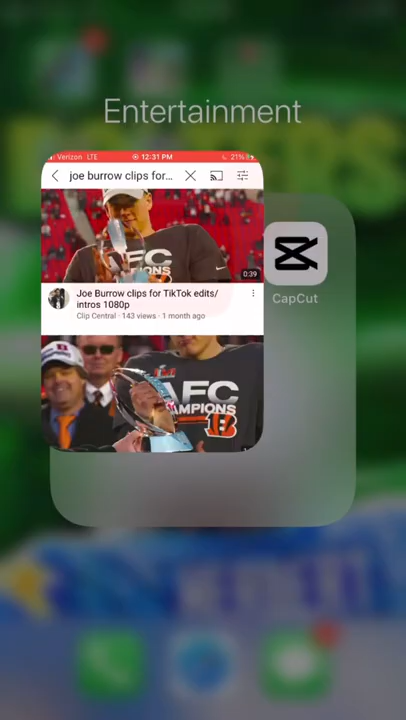 Entertainment
Verizon LTE 12:31 PM 21%
joe burrow clips for...
AFC
CHAMPIONS
0:39
Joe Burrow clips for TikTok edits/
intros 1080p
Clip Central · 143 views · 1 month ago
AFC
CHAMPIONS
B
CapCut